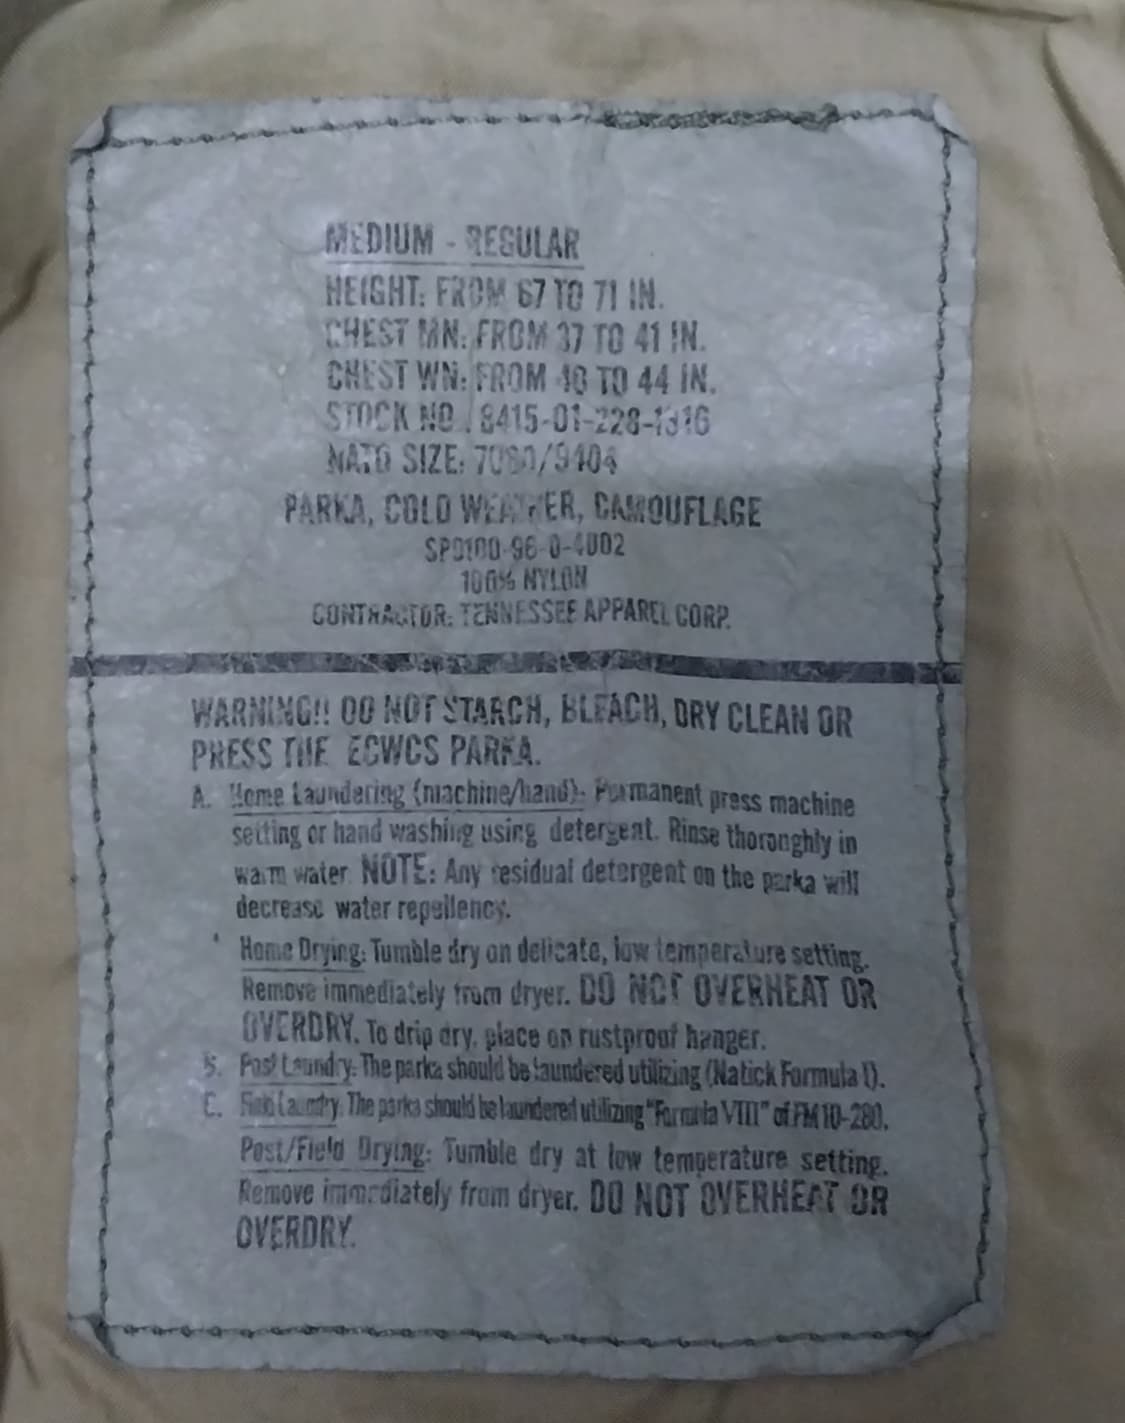 MEDIUM - REGULAR
HEIGHT: FROM 67 TO 71 IN.
CHEST MN: FROM 37 TO 41 IN.
CHEST WN: FROM 40 TO 44 IN.
STOCK NO. 8415-01-228-1316
NATO SIZE: 7080/9404
PARKA, COLD WEATHER, CAMOUFLAGE
SP0100-96-0-4002
100% NYLON
CONTRACTOR: TENNESSEE APPAREL CORP.
WARNING!! DO NOT STARCH, BLEACH, DRY CLEAN OR
PRESS THE ECWCS PARKA.
A. Home Laundering (machine/hand): Permanent press machine
setting or hand washing using detergent. Rinse thoroughly in
warm water. NOTE: Any residual detergent on the parka will
decrease water repellency.
Home Drying: Tumble dry on delicate, low temperature setting.
Remove immediately from dryer. DO NOT OVERHEAT OR
OVERDRY. To drip dry, place on rustproof hanger.
B. Post Laundry: The parka should be laundered utilizing (Natick Formula I).
C. Field Laundry: The parka should be laundered utilizing "Formula VIII" of FM 10-280.
Post/Field Drying: Tumble dry at low temperature setting.
Remove immediately from dryer. DO NOT OVERHEAT OR
OVERDRY.